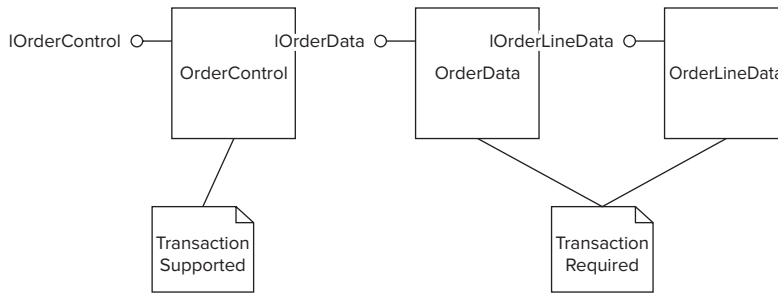 IOrderControl
OrderControl
IOrderData
OrderData
IOrderLineData
OrderLineData
Transaction
Supported
Transaction
Required